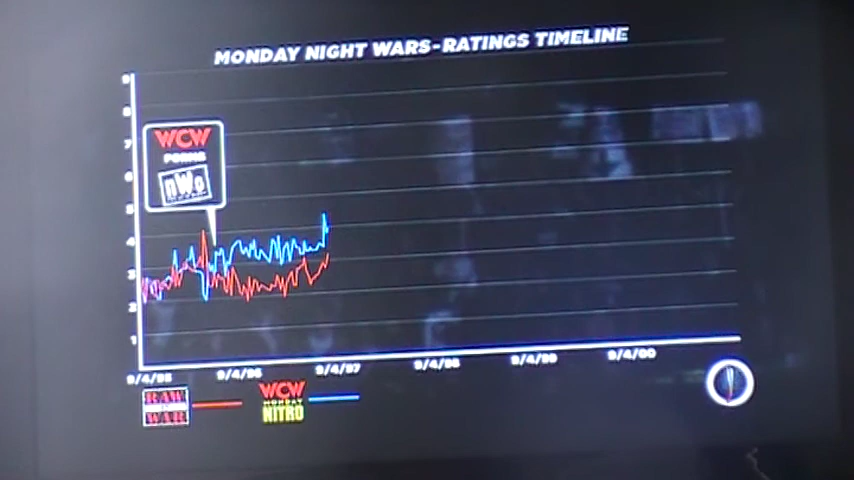 MONDAY NIGHT WARS-RATINGS TIMELINE
9
8
7
6
5
4
3
2
1
WCW
FORMS
nWo
9/4/95
9/4/96
9/4/97
9/4/98
9/4/99
9/4/00
RAW
WAR
WCW
MONDAY
NITRO